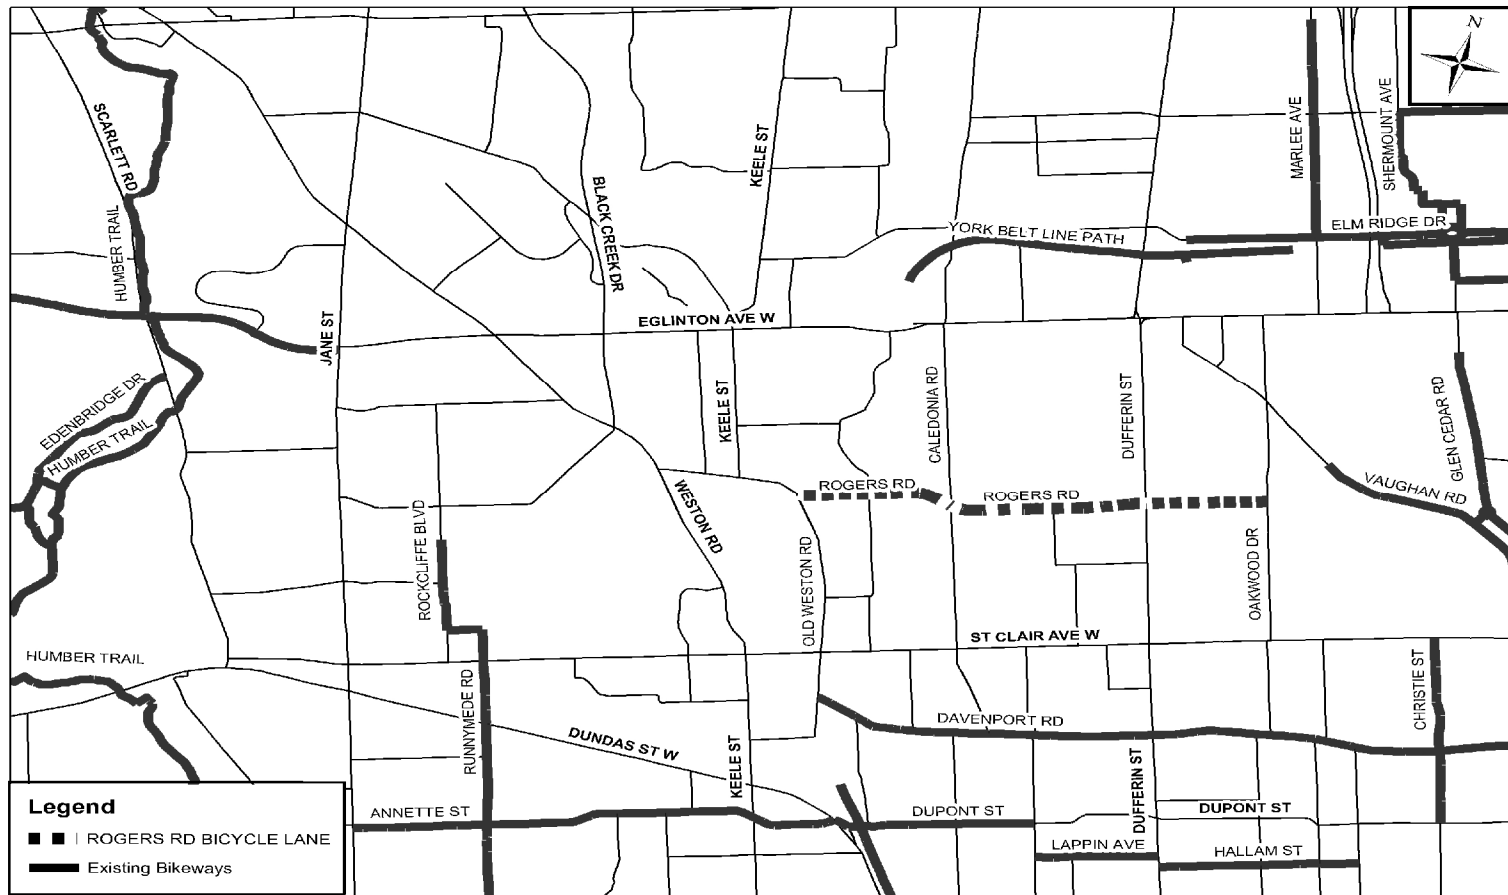 N
SCARLETT RD
HUMBER TRAIL
BLACK CREEK DR
KEELE ST
MARLEE AVE
SHERMOUNT AVE
YORK BELT LINE PATH
ELM RIDGE DR
JANE ST
EGLINTON AVE W
EDENBRIDGE DR
HUMBER TRAIL
KEELE ST
CALEDONIA RD
DUFFERIN ST
GLEN CEDAR RD
ROGERS RD
ROGERS RD
VAUGHAN RD
ROCKCLIFFE BLVD
WESTON RD
OLD WESTON RD
OAKWOOD DR
ST CLAIR AVE W
HUMBER TRAIL
RUNNYMEDE RD
CHRISTIE ST
DAVENPORT RD
DUNDAS ST W
KEELE ST
DUFFERIN ST
ANNETTE ST
DUPONT ST
DUPONT ST
LAPPIN AVE
HALLAM ST
Legend
ROGERS RD BICYCLE LANE
Existing Bikeways